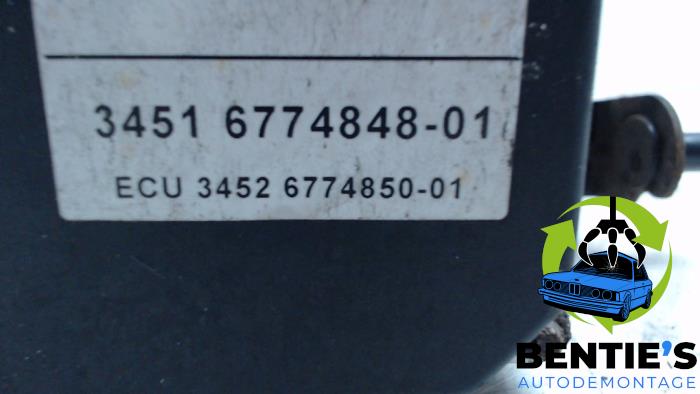 3451 6774848-01
ECU 3452 6774850-01
BENTIE'S
AUTODEMONTAGE